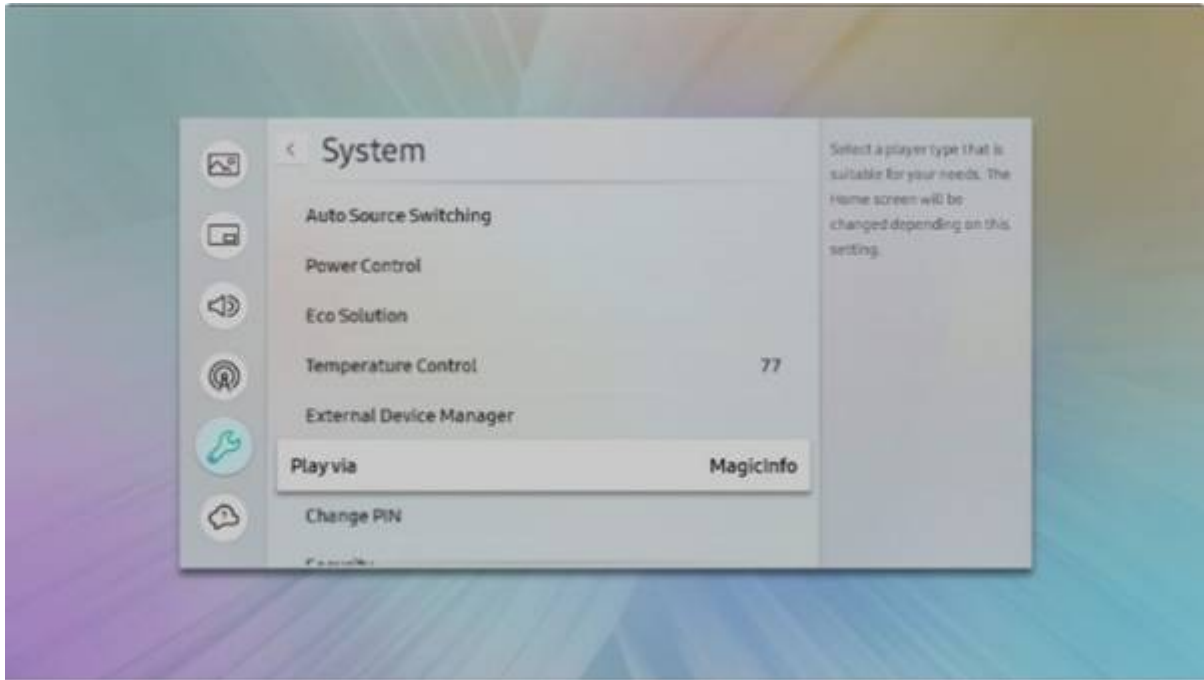 System
Auto Source Switching
Power Control
Eco Solution
Temperature Control 77
External Device Manager
Play via MagicInfo
Change PIN
Security
Select a player type that is
suitable for your needs. The
Home screen will be
changed depending on this
setting.